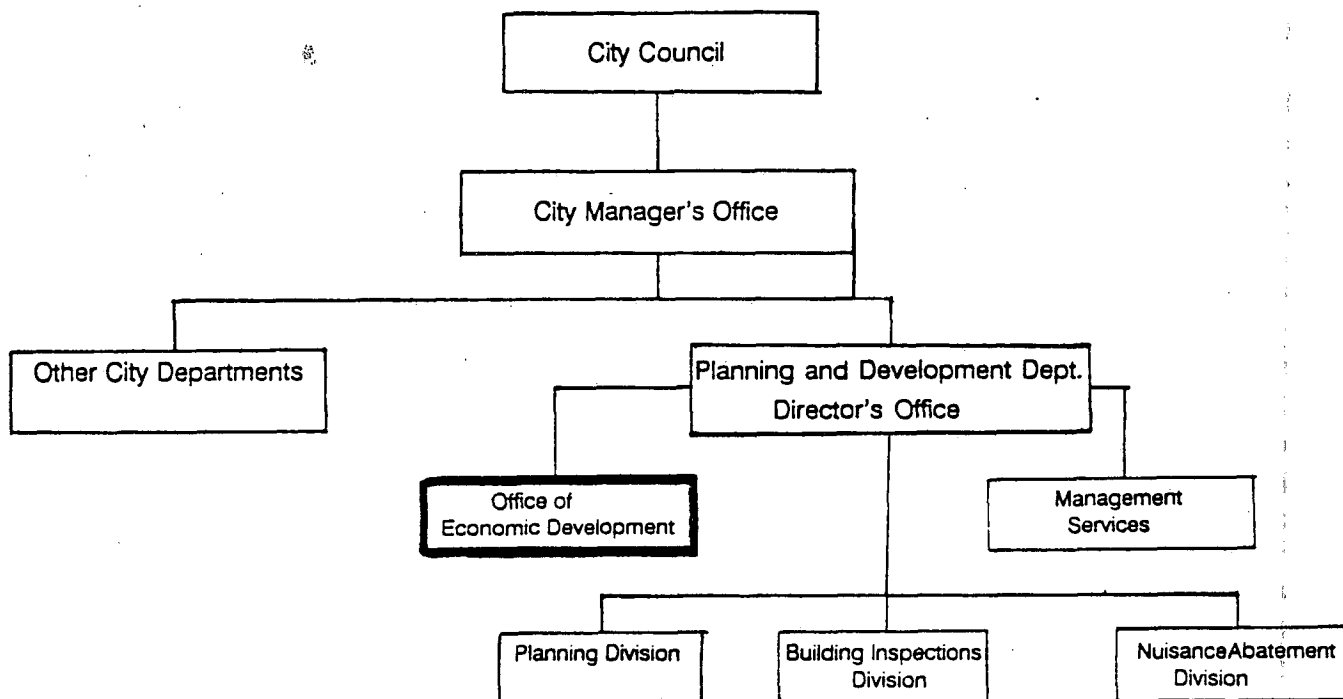 City Council
City Manager's Office
Other City Departments
Planning and Development Dept.
Director's Office
Office of
Economic Development
Management
Services
Planning Division
Building Inspections
Division
NuisanceAbatement
Division